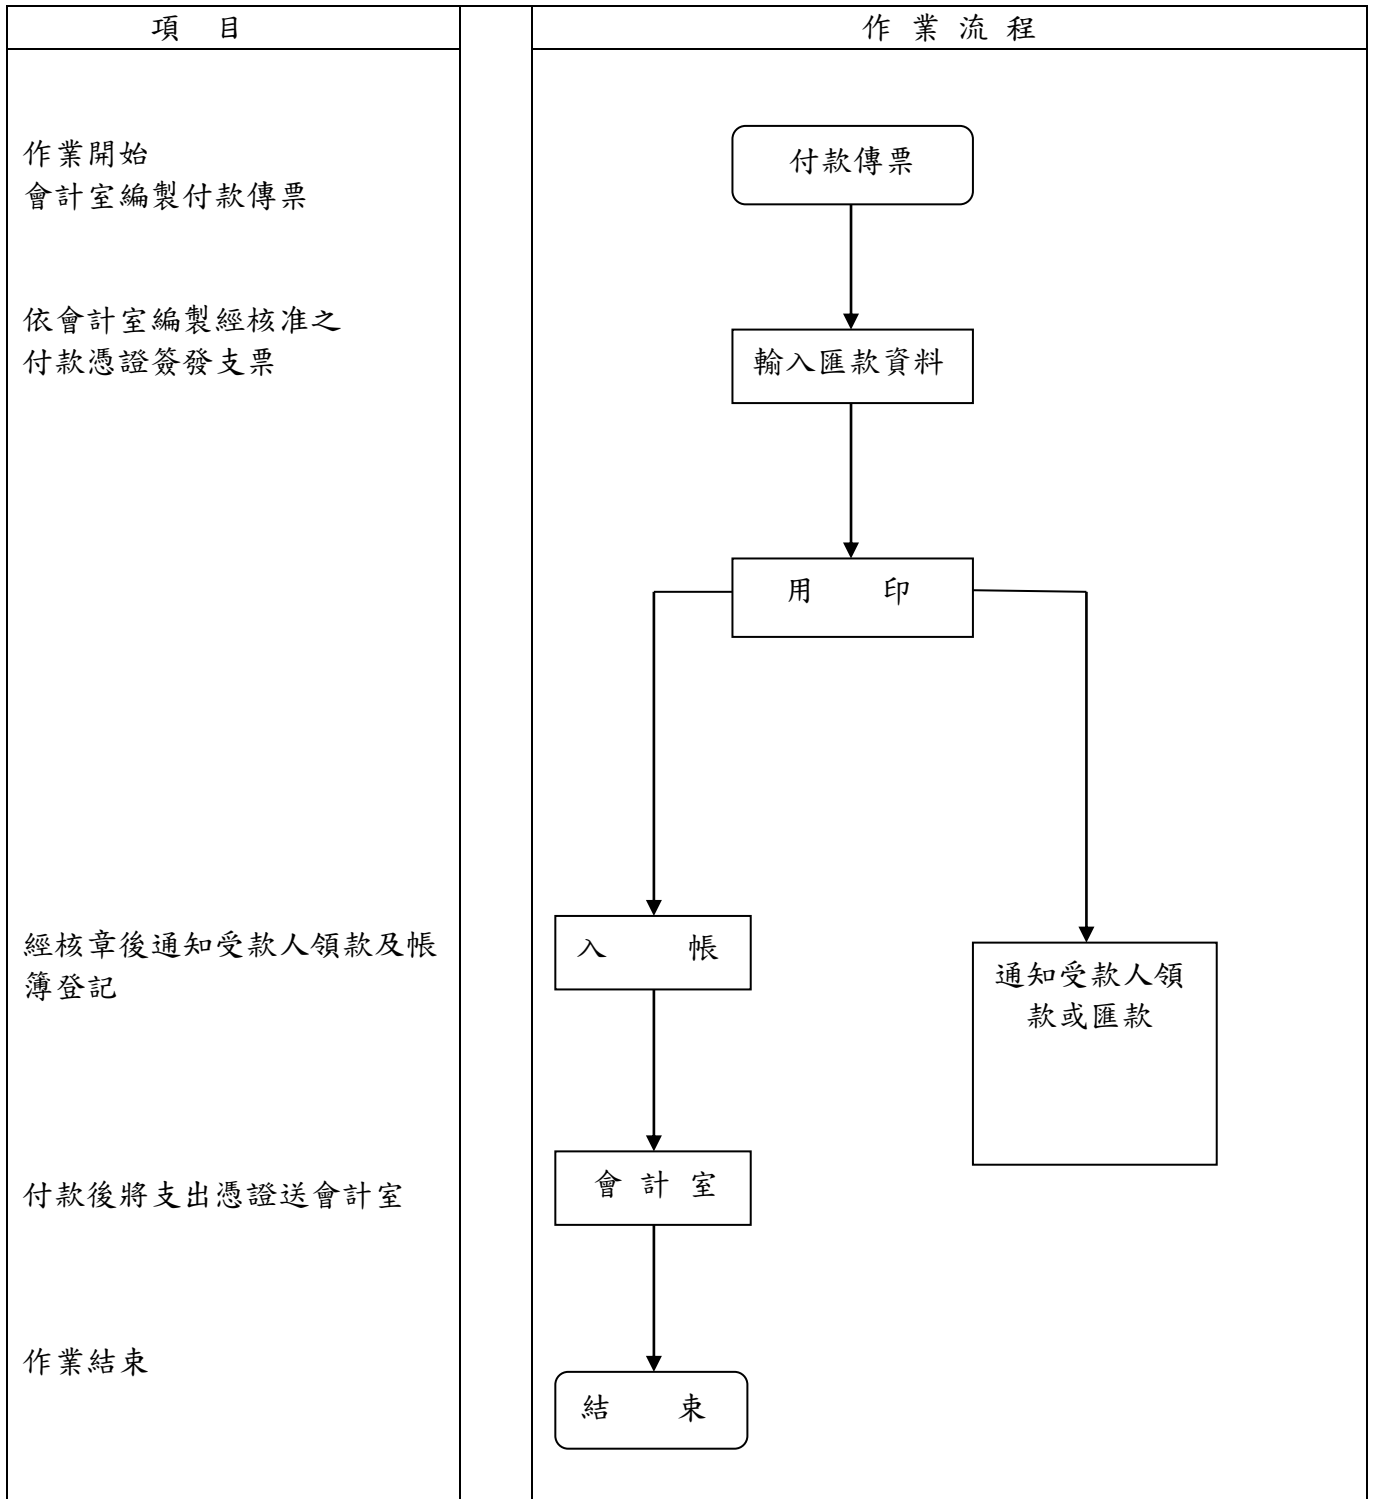 項 目
作 業 流 程
作業開始
會計室編製付款傳票
付款傳票
依會計室編製經核准之
付款憑證簽發支票
輸入匯款資料
用 印
經核章後通知受款人領款及帳
簿登記
入 帳
通知受款人領
款或匯款
付款後將支出憑證送會計室
會 計 室
作業結束
結 束